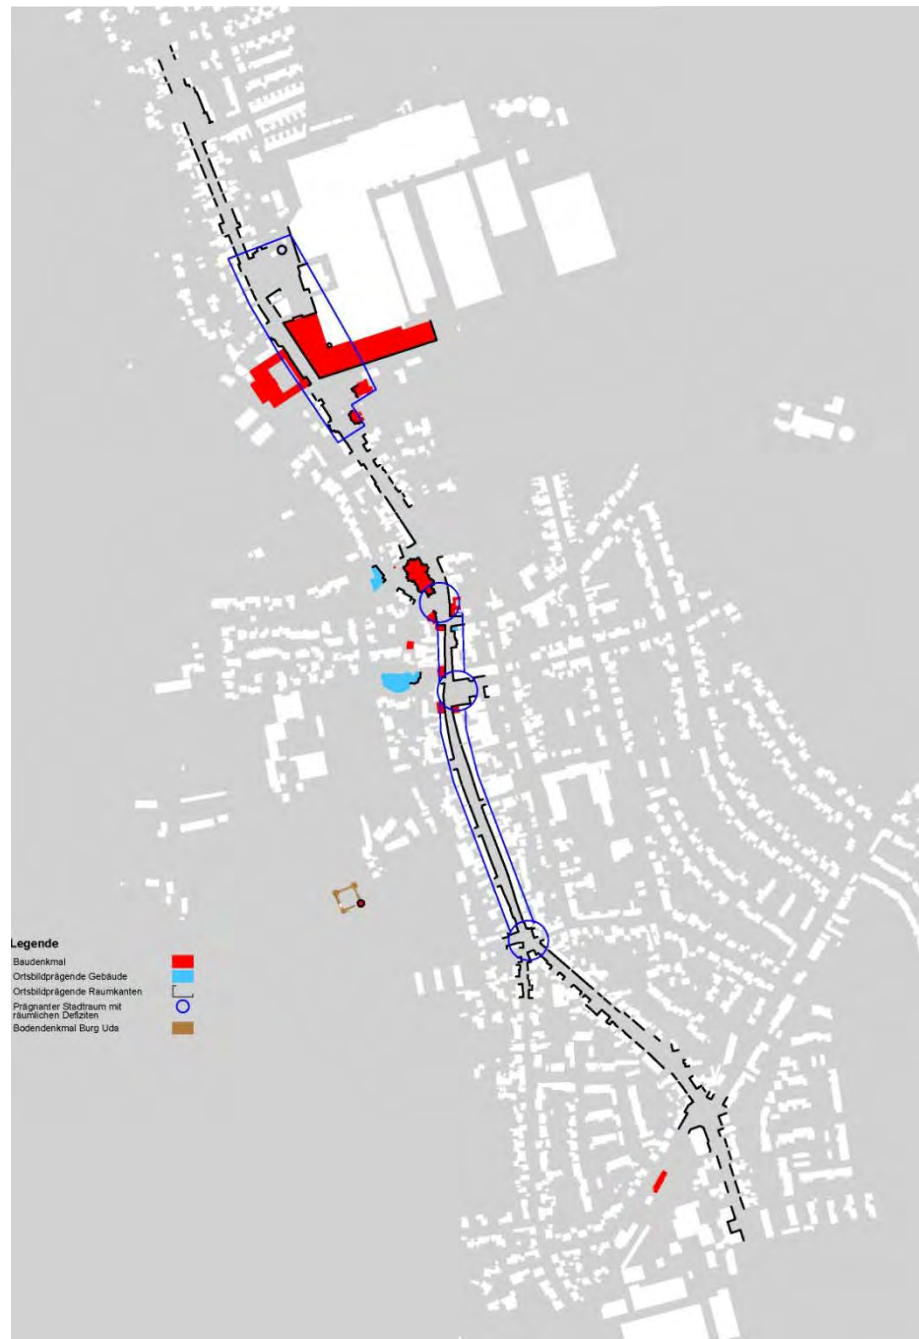 Legende
Baudenkmal
Ortsbildprägende Gebäude
Ortsbildprägende Raumkanten
Prägnanter Stadtraum mit
räumlichen Defiziten
Bodendenkmal Burg Uda